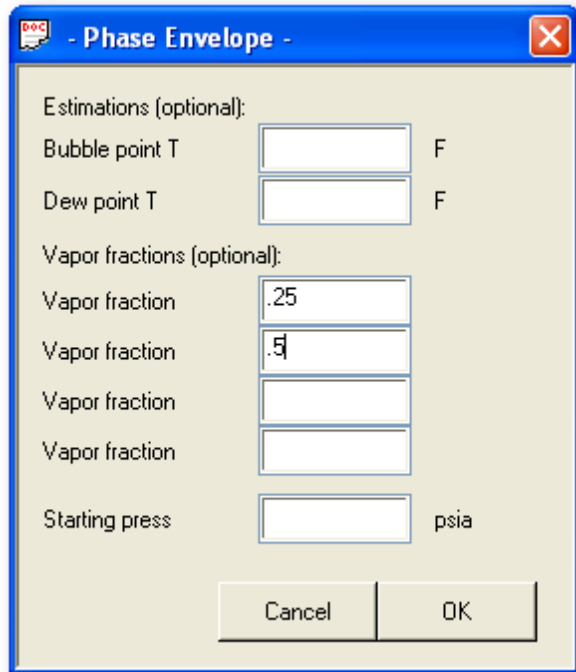 DOC
- Phase Envelope -
Estimations (optional):
Bubble point T F
Dew point T F
Vapor fractions (optional):
Vapor fraction .25
Vapor fraction .5
Vapor fraction
Vapor fraction
Starting press psia
Cancel OK